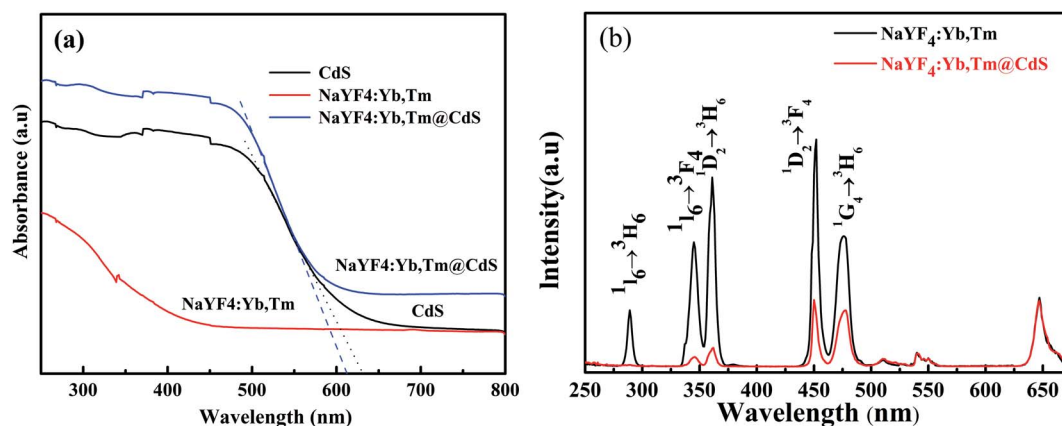 (a)
CdS
NaYF4:Yb,Tm
NaYF4:Yb,Tm@CdS
NaYF4:Yb,Tm@CdS
NaYF4:Yb,Tm
CdS
Absorbance (a.u)
300 400 500 600 700 800
Wavelength (nm)
(b)
NaYF₄:Yb,Tm
NaYF₄:Yb,Tm@CdS
¹I₆→³H₆
¹I₆→³F₄
¹D₂→³H₆
¹D₂→³F₄
¹G₄→³H₆
Intensity(a.u)
250 300 350 400 450 500 550 600 650
Wavelength (nm)